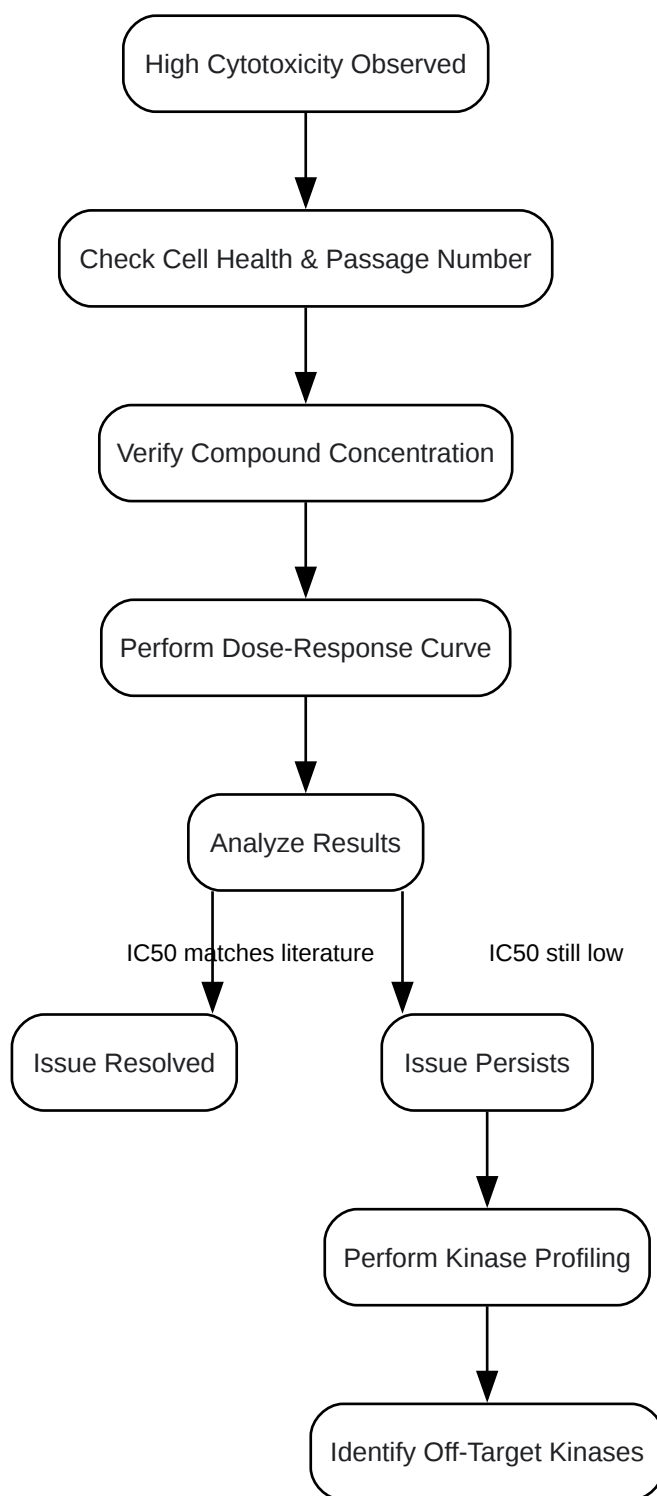 High Cytotoxicity Observed
Check Cell Health & Passage Number
Verify Compound Concentration
Perform Dose-Response Curve
Analyze Results
IC50 matches literature
IC50 still low
Issue Resolved
Issue Persists
Perform Kinase Profiling
Identify Off-Target Kinases